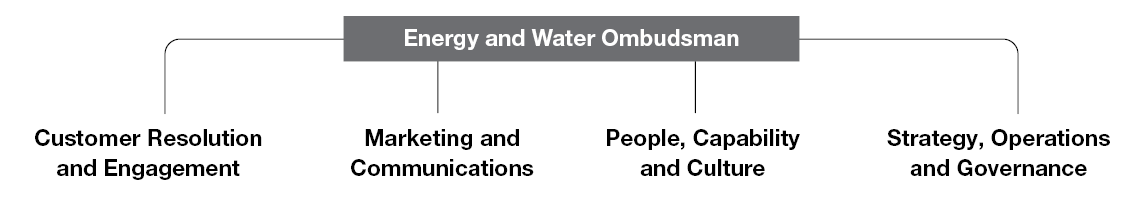 Energy and Water Ombudsman
Customer Resolution
and Engagement
Marketing and
Communications
People, Capability
and Culture
Strategy, Operations
and Governance